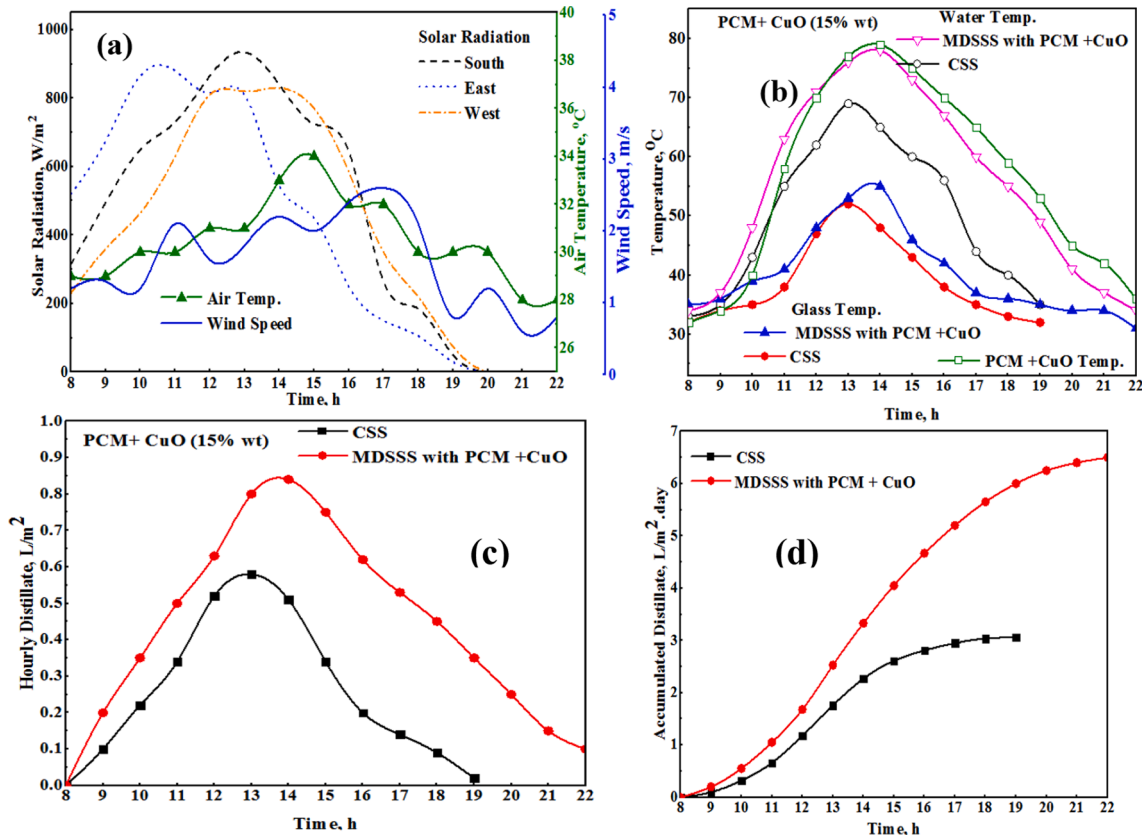 (a)
Solar Radiation
South
East
West
Air Temp.
Wind Speed
Solar Radiation, W/m²
0
200
400
600
800
1000
Air Temperature, °C
26
28
30
32
34
36
38
40
Wind Speed, m/s
0
1
2
3
4
5
8 9 10 11 12 13 14 15 16 17 18 19 20 21 22
Time, h
(b)
PCM+ CuO (15% wt)
Water Temp.
MDSSS with PCM +CuO
CSS
Glass Temp.
MDSSS with PCM +CuO
CSS
PCM +CuO Temp.
Temperature, °C
30
40
50
60
70
80
8 9 10 11 12 13 14 15 16 17 18 19 20 21 22
Time, h
(c)
PCM+ CuO (15% wt)
CSS
MDSSS with PCM +CuO
Hourly Distillate, L/m²
0.0
0.1
0.2
0.3
0.4
0.5
0.6
0.7
0.8
0.9
1.0
8 9 10 11 12 13 14 15 16 17 18 19 20 21 22
Time, h
(d)
CSS
MDSSS with PCM + CuO
Accumulated Distillate, L/m².day
0
1
2
3
4
5
6
7
8 9 10 11 12 13 14 15 16 17 18 19 20 21 22
Time, h